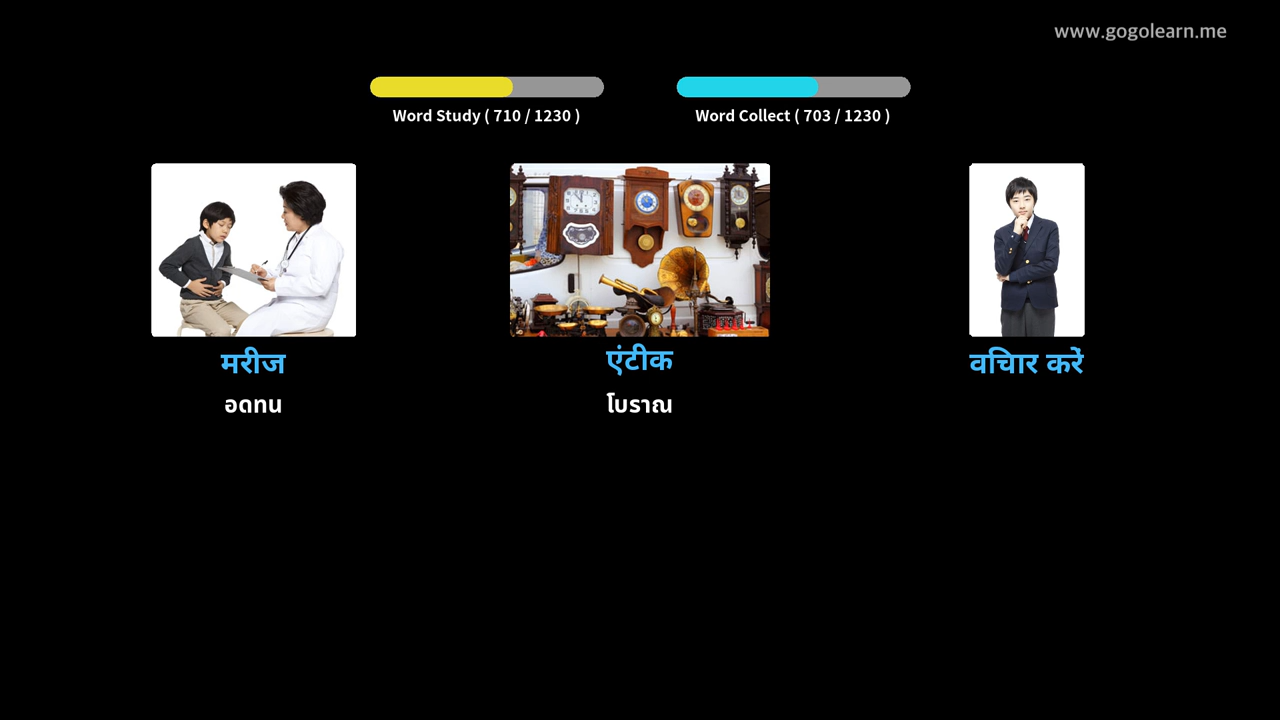 www.gogolearn.me
Word Study ( 710 / 1230 )
Word Collect ( 703 / 1230 )
मरीज
एंटीक
विचार करें
อดทน
โบราณ